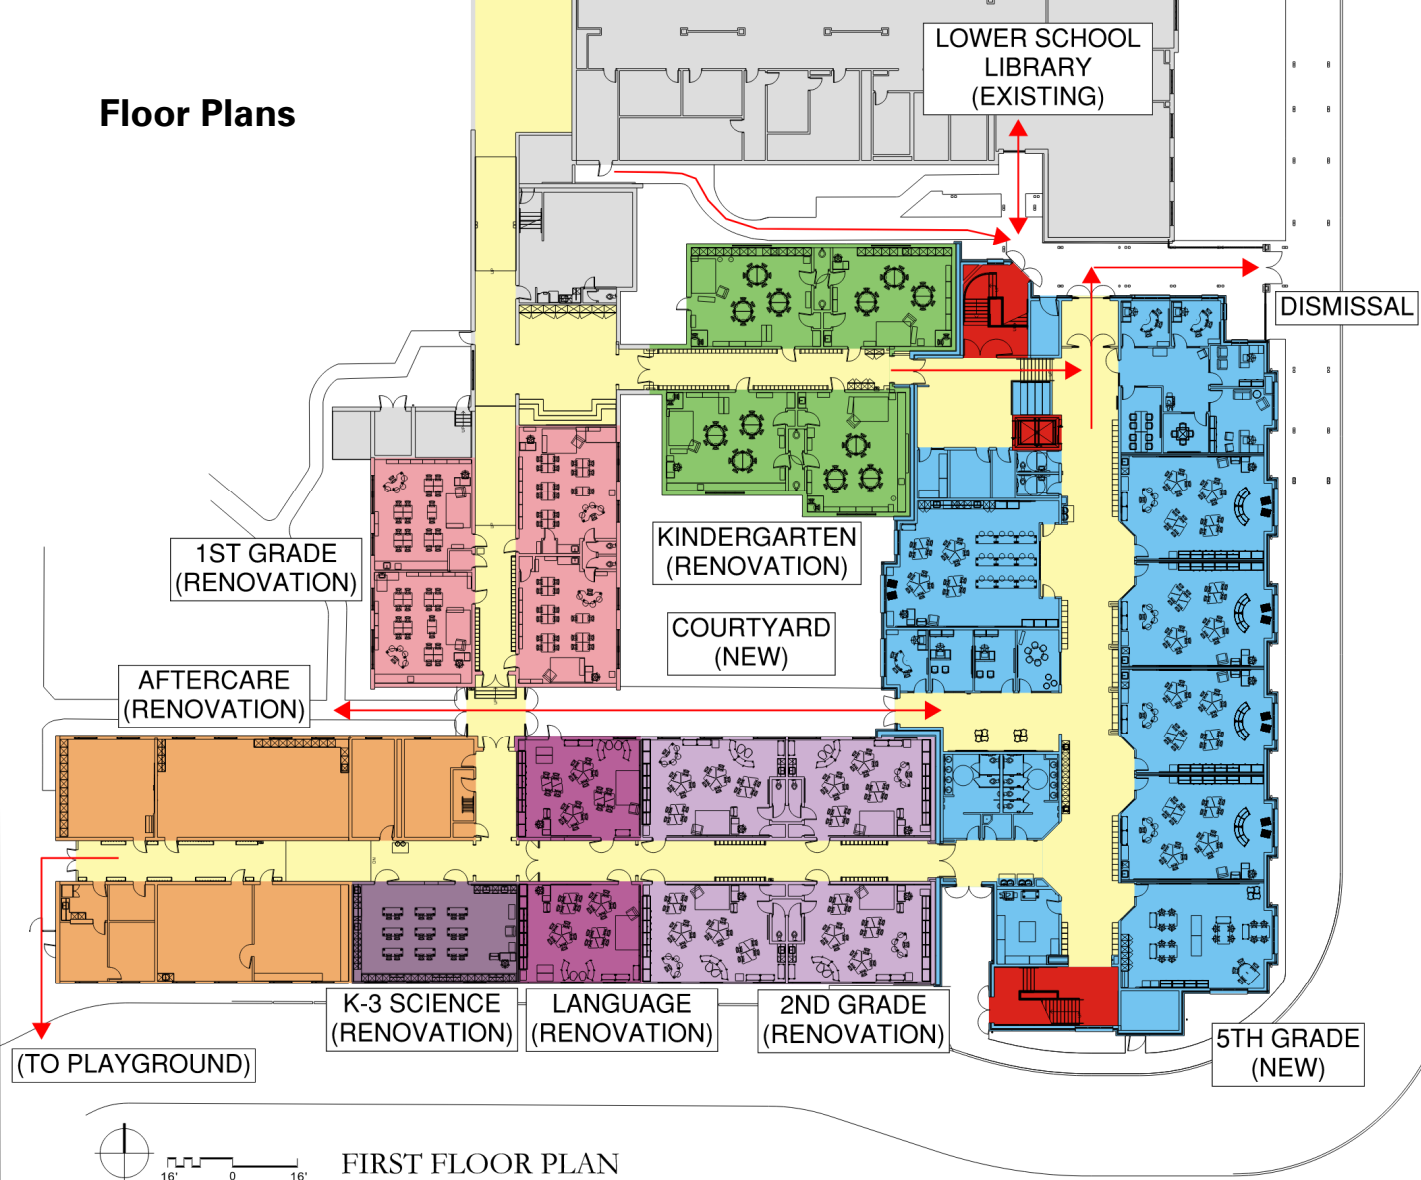 Floor Plans
LOWER SCHOOL
LIBRARY
(EXISTING)
DISMISSAL
1ST GRADE
(RENOVATION)
KINDERGARTEN
(RENOVATION)
COURTYARD
(NEW)
AFTERCARE
(RENOVATION)
K-3 SCIENCE
(RENOVATION)
LANGUAGE
(RENOVATION)
2ND GRADE
(RENOVATION)
5TH GRADE
(NEW)
(TO PLAYGROUND)
16' 0 16'
FIRST FLOOR PLAN